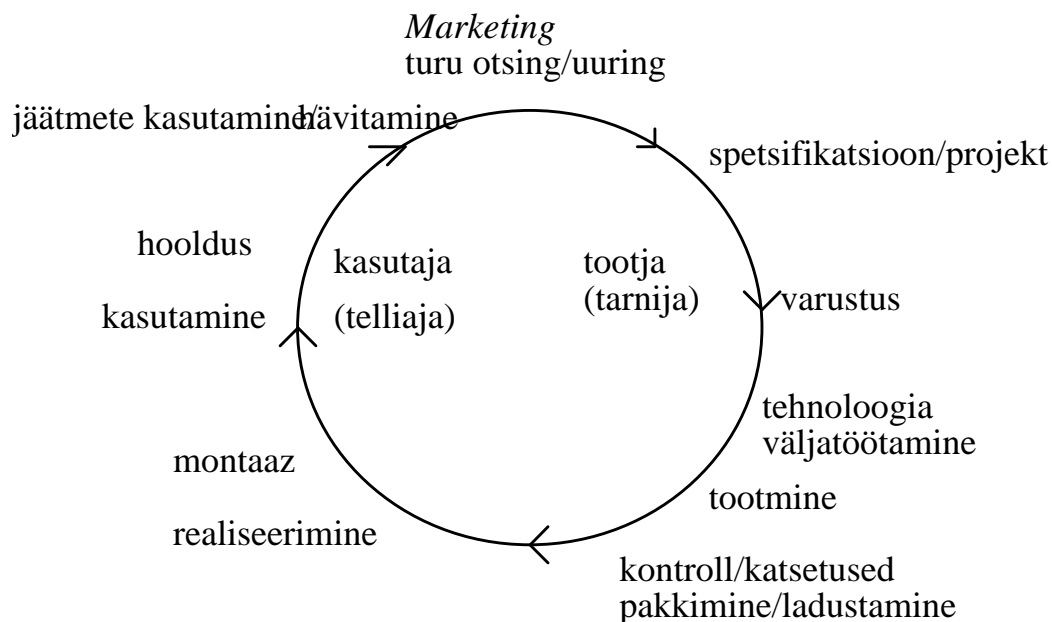 Marketing
turu otsing/uuring
jäätmete kasutamine/hävitamine
spetsifikatsioon/projekt
hooldus
kasutaja
tootja
(tarnija)
varustus
kasutamine
(telliaja)
tehnoloogia
väljatöötamine
montaaz
tootmine
realiseerimine
kontroll/katsetused
pakkimine/ladustamine